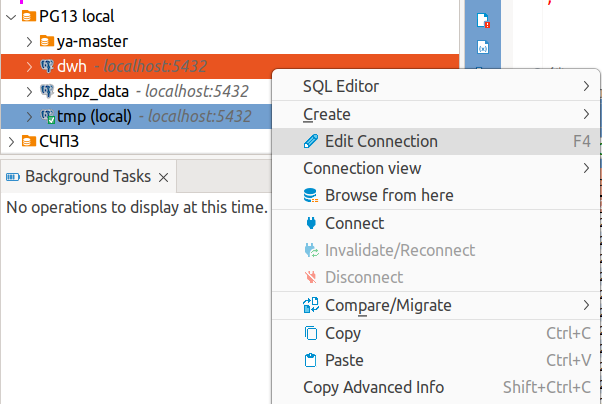 PG13 local
ya-master
dwh - localhost:5432
shpz_data - localhost:5432
tmp (local) - localhost:5432
СЧПЗ
Background Tasks
No operations to display at this time.
SQL Editor
Create
Edit Connection F4
Connection view
Browse from here
Connect
Invalidate/Reconnect
Disconnect
Compare/Migrate
Copy Ctrl+C
Paste Ctrl+V
Copy Advanced Info Shift+Ctrl+C